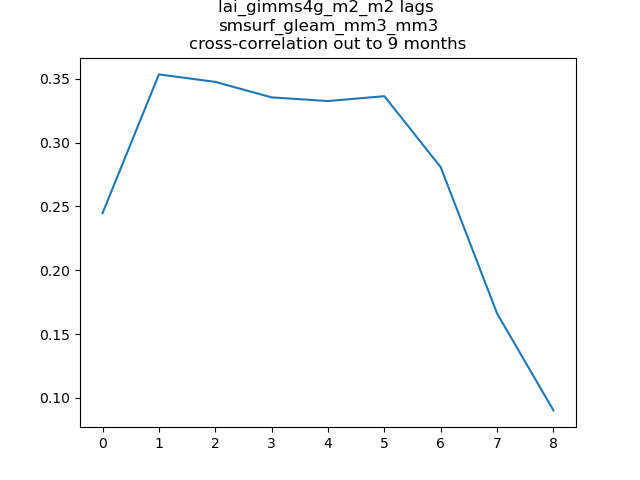 lai_gimms4g_m2_m2 lags
smsurf_gleam_mm3_mm3
cross-correlation out to 9 months
0.35
0.30
0.25
0.20
0.15
0.10
0 1 2 3 4 5 6 7 8